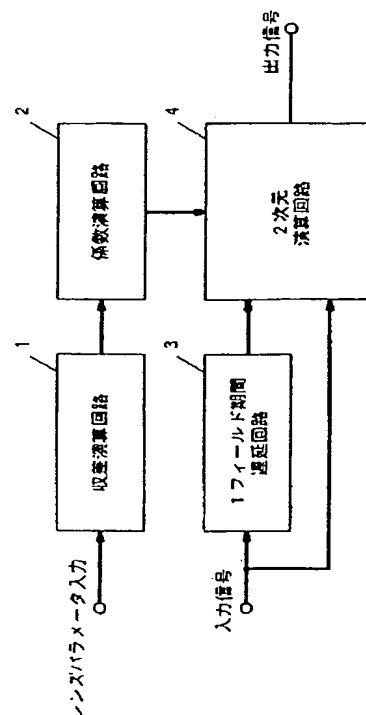 レンズパラメータ入力
1
収差演算回路
2
係数演算回路
入力信号
3
1フィールド期間
遅延回路
4
2次元
演算回路
出力信号